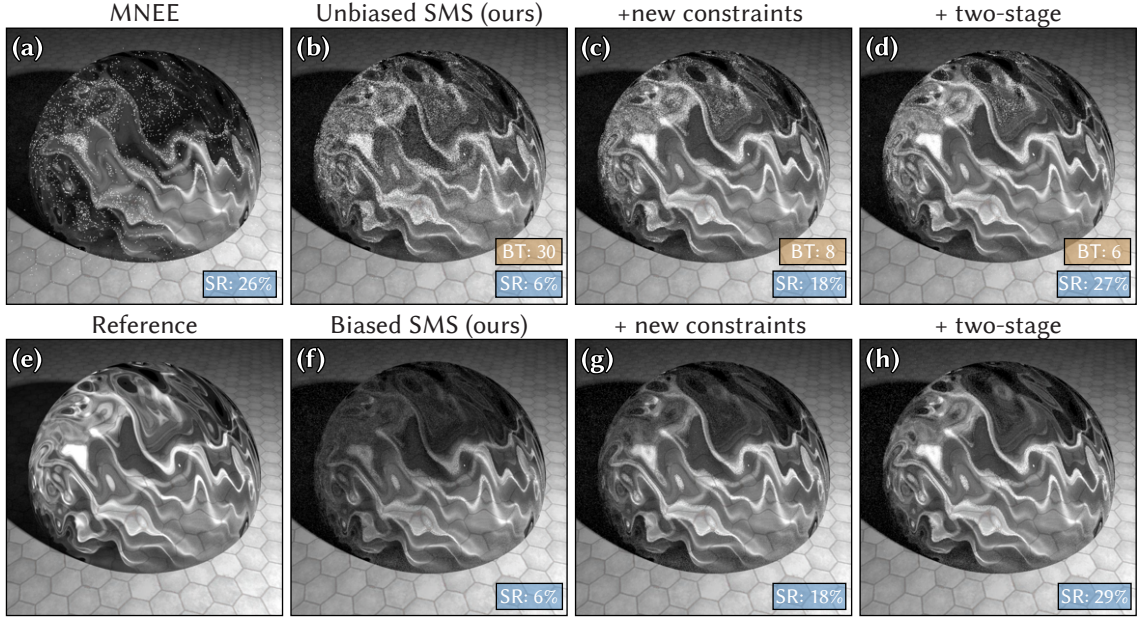 MNEE
Unbiased SMS (ours)
+new constraints
+ two-stage
(a)
(b)
(c)
(d)
BT: 30
BT: 8
BT: 6
SR: 26%
SR: 6%
SR: 18%
SR: 27%
Reference
Biased SMS (ours)
+ new constraints
+ two-stage
(e)
(f)
(g)
(h)
SR: 6%
SR: 18%
SR: 29%